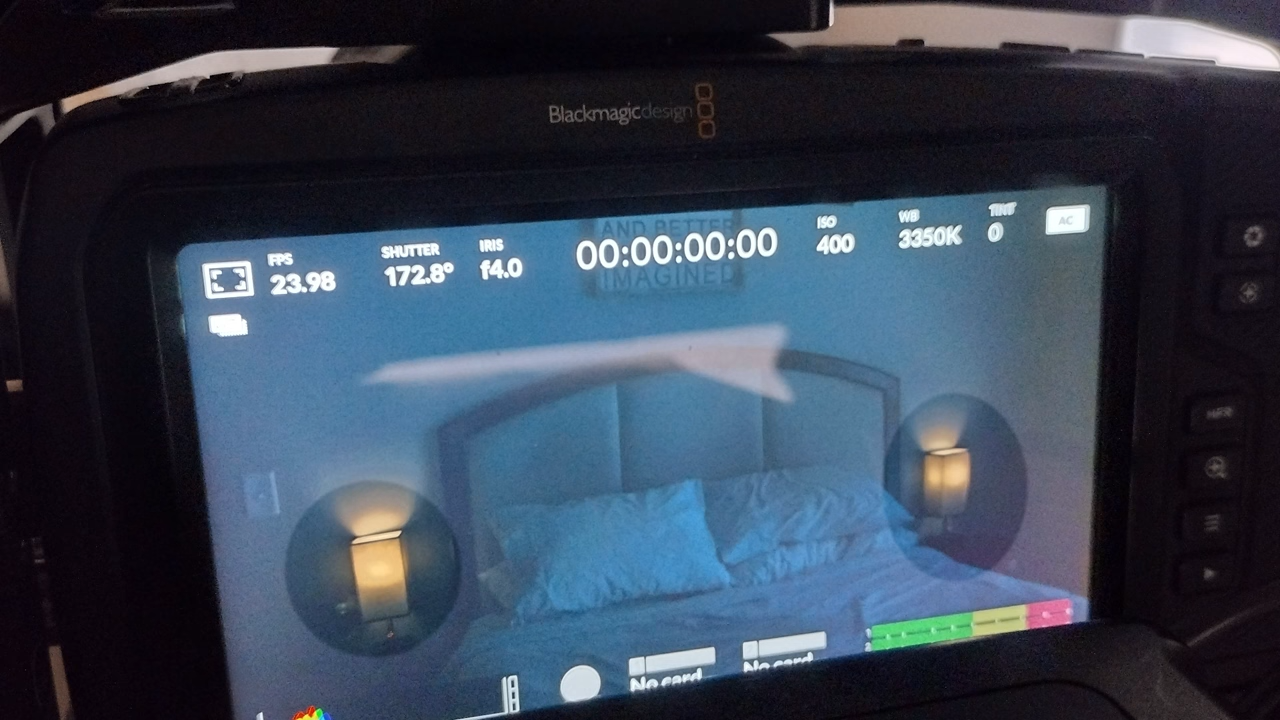 Blackmagicdesign
FPS
23.98
SHUTTER
172.8°
IRIS
f4.0
00:00:00:00
AND BETTER
IMAGINED
ISO
400
WB
3350K
TINT
0
AC
HFR
No card
No card